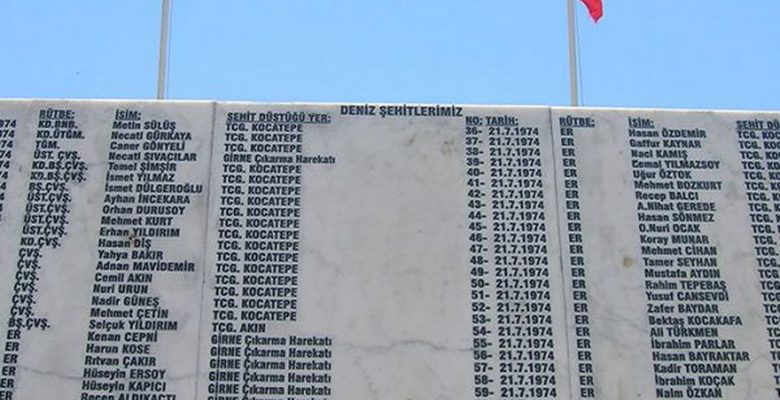 DENİZ ŞEHİTLERİMİZ
RÜTBE: İSİM: ŞEHİT DÜŞTÜĞÜ YER: NO: TARİH: RÜTBE: İSİM:
KD.BNB. Metin SÜLÜŞ TCG. KOCATEPE 36- 21.7.1974 ER Hasan ÖZDEMİR
KD.ÜTĞM. Necati GÜRKAYA TCG. KOCATEPE 37- 21.7.1974 ER Gaffur KAYNAR
TĞM. Caner GÖNYELİ GİRNE Çıkarma Harekatı 38- 21.7.1974 ER Naci KAMIŞ
ÜST.ÇVŞ. Necati SIVACILAR TCG. KOCATEPE 39- 21.7.1974 ER Cemal YILMAZSOY
KD.BŞ.ÇVŞ. Temel ŞİMŞİR TCG. KOCATEPE 40- 21.7.1974 ER Uğur ÖZTOK
KD.BŞ.ÇVŞ. İsmet YILMAZ TCG. KOCATEPE 41- 21.7.1974 ER Mehmet BOZKURT
BŞ.ÇVŞ. İsmet DÜLGEROĞLU TCG. KOCATEPE 42- 21.7.1974 ER Recep BALCI
ÜST.ÇVŞ. Ayhan İNCEKARA TCG. KOCATEPE 43- 21.7.1974 ER A.Nihat GEREDE
ÜST.ÇVŞ. Orhan DURUSOY TCG. KOCATEPE 44- 21.7.1974 ER Hasan SÖNMEZ
ÜST.ÇVŞ. Mehmet KURT TCG. KOCATEPE 45- 21.7.1974 ER O.Nuri OCAK
ÜST.ÇVŞ. Erhan YILDIRIM TCG. KOCATEPE 46- 21.7.1974 ER Koray MUNAR
KD.ÇVŞ. Hasan DİŞ TCG. KOCATEPE 47- 21.7.1974 ER Mehmet CİHAN
ÇVŞ. Yahya BAKIR TCG. KOCATEPE 48- 21.7.1974 ER Tamer SEYHAN
ÇVŞ. Adnan MAVİDEMİR TCG. KOCATEPE 49- 21.7.1974 ER Mustafa AYDIN
ÇVŞ. Cemil AKIN TCG. KOCATEPE 50- 21.7.1974 ER Rahim TEPEBAŞ
ÇVŞ. Nuri URUN TCG. KOCATEPE 51- 21.7.1974 ER Yusuf CANSEVDİ
ÇVŞ. Nadir GÜNEŞ TCG. KOCATEPE 52- 21.7.1974 ER Zafer BAYDAR
ÇVŞ. Mehmet ÇETİN TCG. KOCATEPE 53- 21.7.1974 ER Bektaş KOCAKAFA
BŞ.ÇVŞ. Selçuk YILDIRIM TCG. AKIN 54- 21.7.1974 ER Ali TÜRKMEN
ER Kenan CEPNİ GİRNE Çıkarma Harekatı 55- 21.7.1974 ER İbrahim PARLAR
ER Harun KOSE GİRNE Çıkarma Harekatı 56- 21.7.1974 ER Hasan BAYRAKTAR
ER Rıtvan ÇAKIR GİRNE Çıkarma Harekatı 57- 21.7.1974 ER Kadir TORAMAN
ER Hüseyin ERSOY GİRNE Çıkarma Harekatı 58- 21.7.1974 ER İbrahim KOÇAK
ER Hüseyin KAPICI GİRNE Çıkarma Harekatı 59- 21.7.1974 ER Naim ÖZKAN
ER Recep ALDIKAÇTI